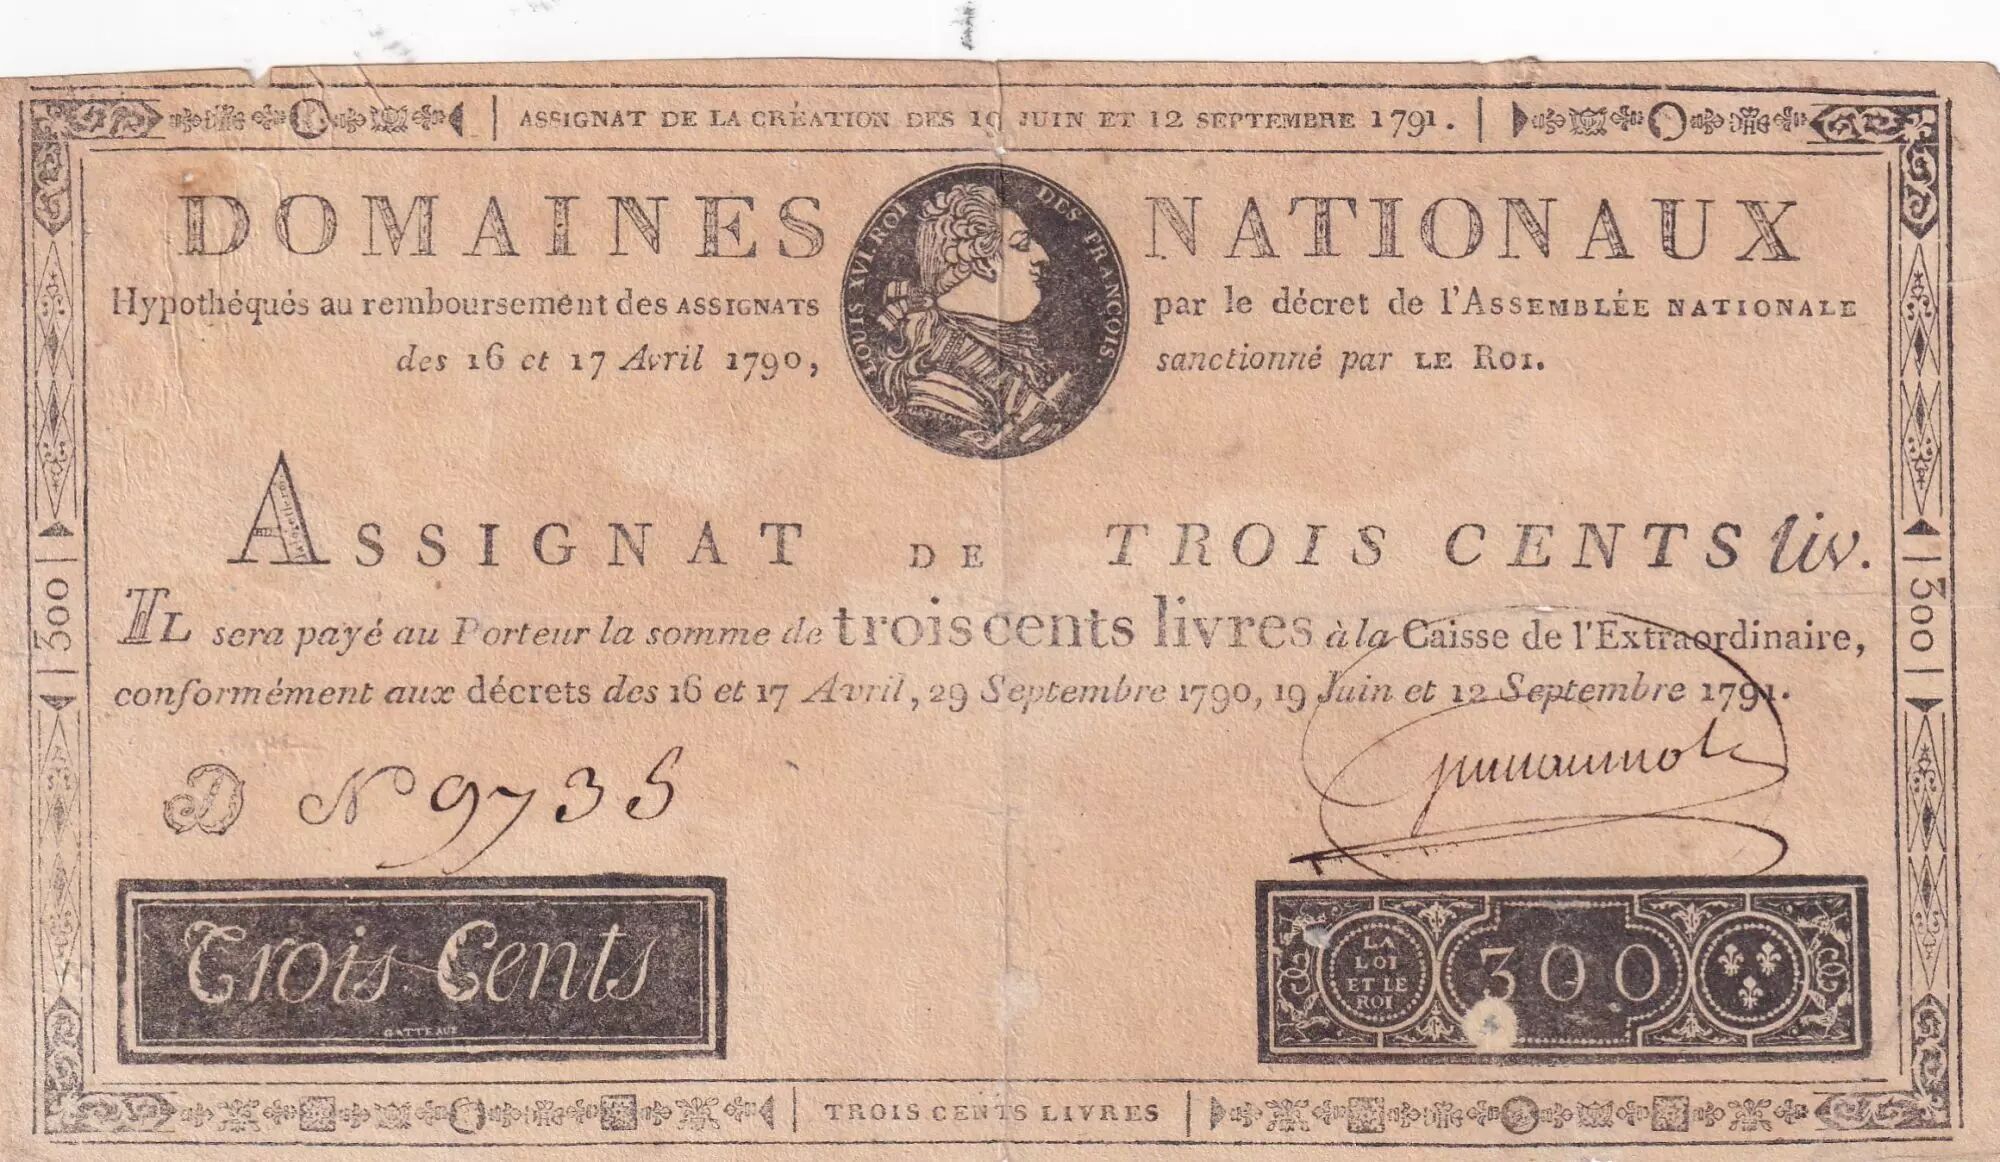 ASSIGNAT DE LA CRÉATION DES 19 JUIN ET 12 SEPTEMBRE 1791.
DOMAINES NATIONAUX
LOUIS XVI ROI DES FRANÇOIS
Hypothéqués au remboursement des ASSIGNATS par le décret de l'ASSEMBLÉE NATIONALE
des 16 et 17 Avril 1790, sanctionné par LE ROI.
ASSIGNAT DE TROIS CENTS liv.
IL sera payé au Porteur la somme de trois cents livres à la Caisse de l'Extraordinaire,
conformément aux décrets des 16 et 17 Avril, 29 Septembre 1790, 19 Juin et 12 Septembre 1791.
300
300
D N° 9735
Trois Cents
GATTEAUX
LA
LOI
ET LE
ROI
300
TROIS CENTS LIVRES